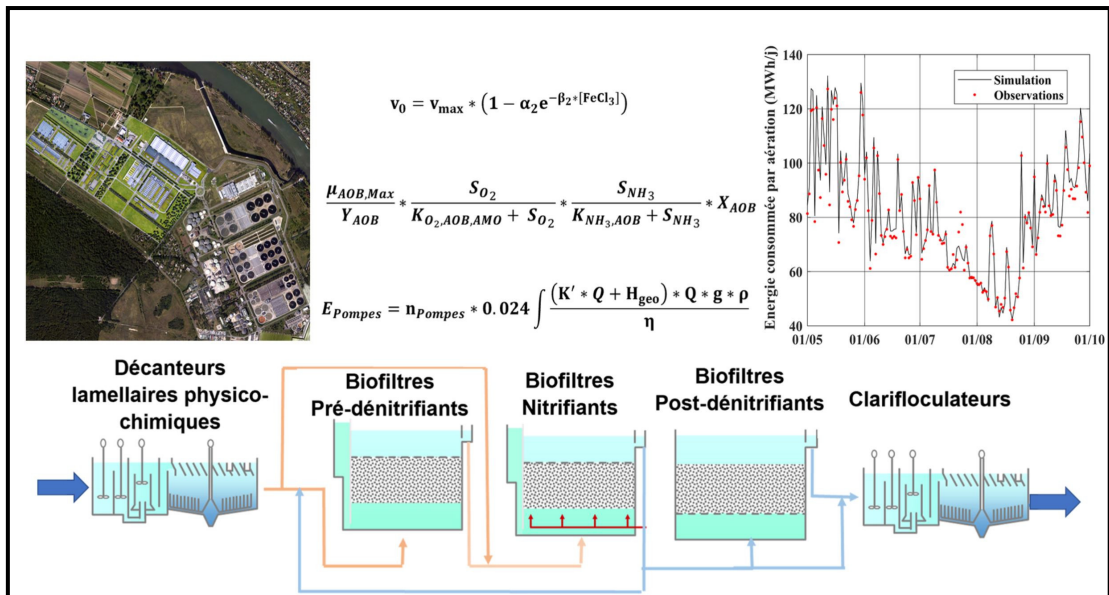 v₀ = v_max * (1 − α₂e^(−β₂*[FeCl₃]))
μ_AOB,Max / Y_AOB * S_O₂ / (K_O₂,AOB,AMO + S_O₂) * S_NH₃ / (K_NH₃,AOB + S_NH₃) * X_AOB
E_Pompes = n_Pompes * 0.024 ∫ (K′ * Q + H_geo) * Q * g * ρ / η
Energie consommée par aération (MWh/j)
140
120
100
80
60
40
Simulation
Observations
01/05 01/06 01/07 01/08 01/09 01/10
Décanteurs
lamellaires physico-
chimiques
Biofiltres
Pré-dénitrifiants
Biofiltres
Nitrifiants
Biofiltres
Post-dénitrifiants
Clarifloculateurs